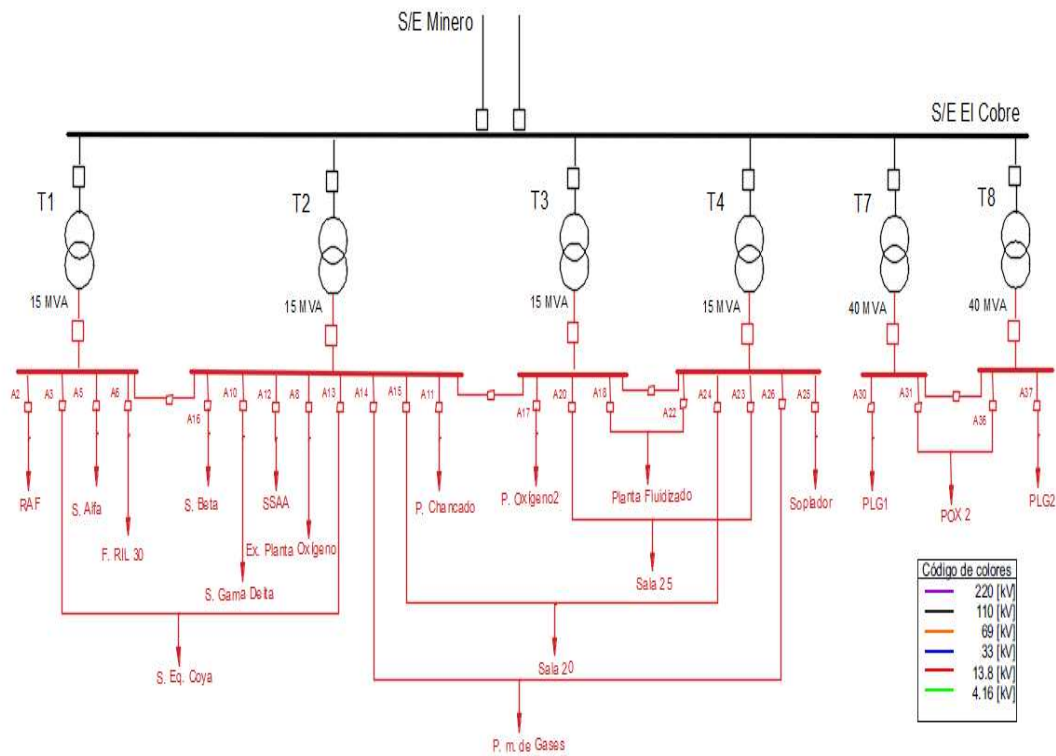 S/E Minero
S/E El Cobre
T1
T2
T3
T4
T7
T8
15 MVA
15 MVA
15 MVA
15 MVA
40 MVA
40 MVA
A2
A3
A5
A6
A16
A10
A12
A8
A13
A14
A15
A11
A17
A20
A18
A22
A24
A23
A26
A25
A30
A31
A36
A37
RAF
S. Alfa
F. RIL 30
S. Beta
S. Gama Delta
SSAA
Ex. Planta Oxígeno
P. Chancado
P. Oxígeno2
Planta Fluidizado
Soplador
PLG1
POX 2
PLG2
Sala 25
Sala 20
S. Eq. Coya
P. m. de Gases
Código de colores
220 [kV]
110 [kV]
69 [kV]
33 [kV]
13.8 [kV]
4.16 [kV]